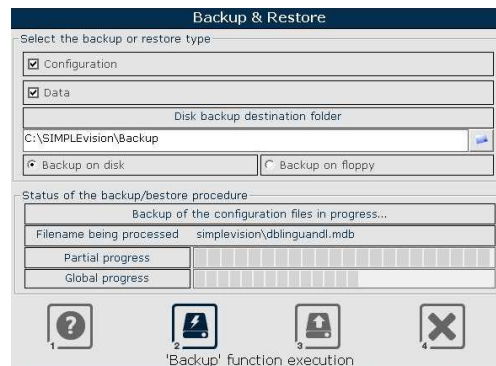 Backup & Restore
Select the backup or restore type
Configuration
Data
Disk backup destination folder
C:\SIMPLEvision\Backup
Backup on disk
Backup on floppy
Status of the backup/bestore procedure
Backup of the configuration files in progress...
Filename being processed simplevision\dblinguandl.mdb
Partial progress
Global progress
1 2 3 4
'Backup' function execution